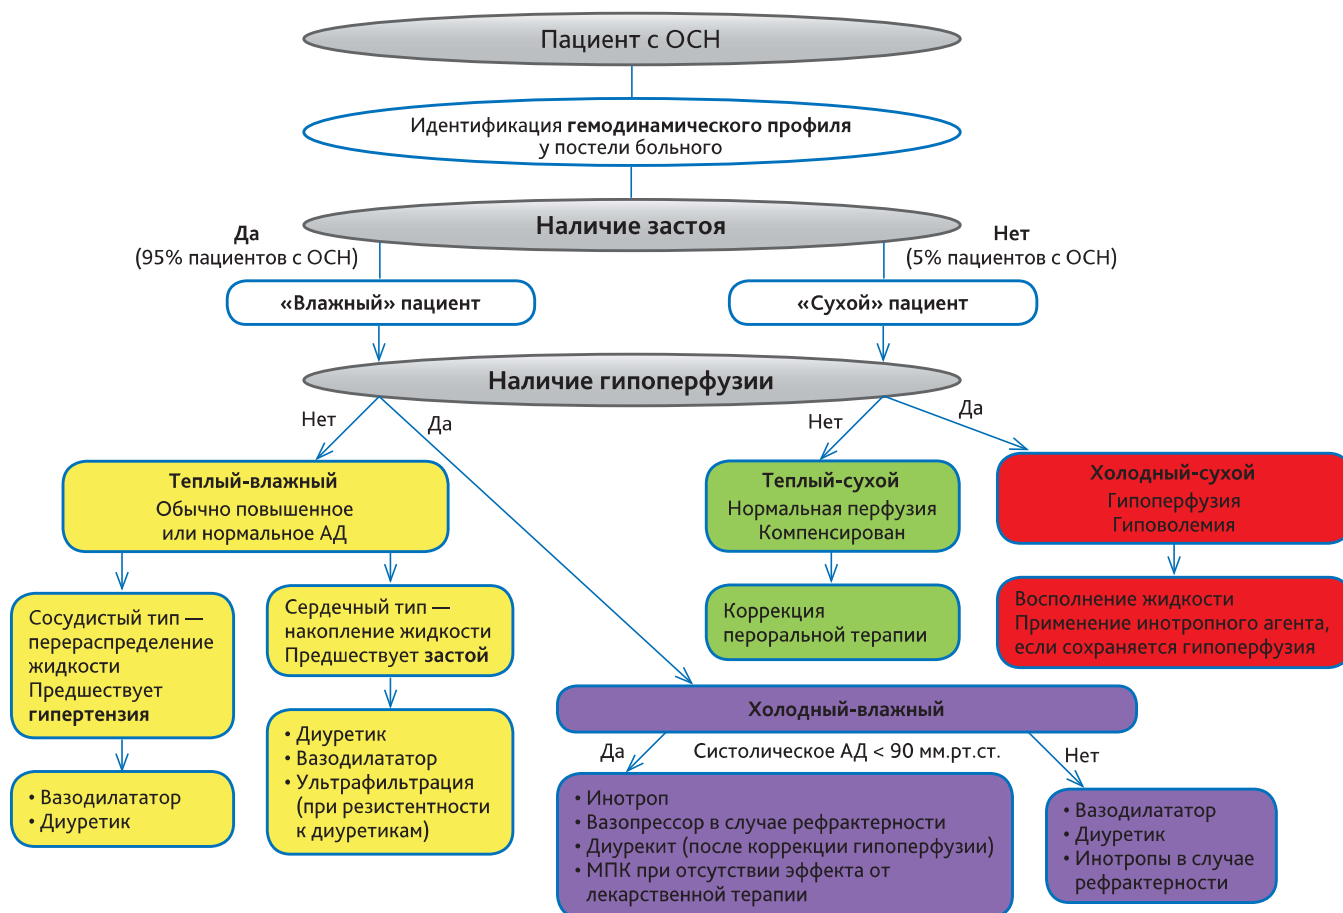 Пациент с ОСН
Идентификация гемодинамического профиля
у постели больного
Наличие застоя
Да
(95% пациентов с ОСН)
Нет
(5% пациентов с ОСН)
«Влажный» пациент
«Сухой» пациент
Наличие гипоперфузии
Нет
Да
Нет
Да
Теплый-влажный
Обычно повышенное
или нормальное АД
Теплый-сухой
Нормальная перфузия
Компенсирован
Холодный-сухой
Гипоперфузия
Гиповолемия
Сосудистый тип —
перераспределение
жидкости
Предшествует
гипертензия
Сердечный тип —
накопление жидкости
Предшествует застой
Коррекция
пероральной терапии
Восполнение жидкости
Применение инотропного агента,
если сохраняется гипоперфузия
• Вазодилататор
• Диуретик
• Диуретик
• Вазодилататор
• Ультрафильтрация
(при резистентности
к диуретикам)
Холодный-влажный
Да
Систолическое АД < 90 мм.рт.ст.
Нет
• Инотроп
• Вазопрессор в случае рефрактерности
• Диурекит (после коррекции гипоперфузии)
• МПК при отсутствии эффекта от
лекарственной терапии
• Вазодилататор
• Диуретик
• Инотропы в случае
рефрактерности